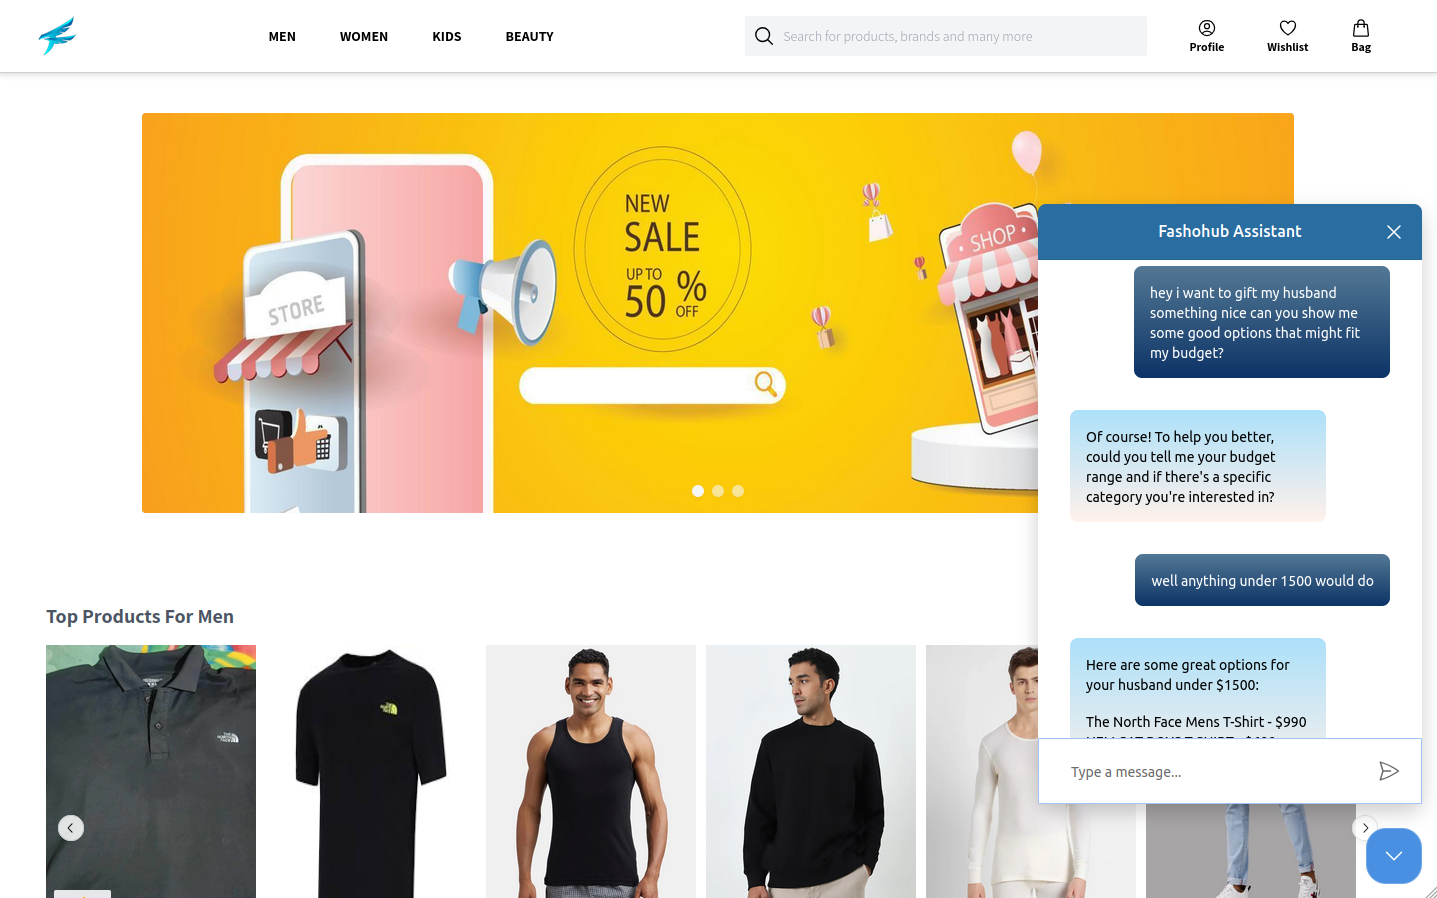 MEN WOMEN KIDS BEAUTY
Search for products, brands and many more
Profile Wishlist Bag
NEW
SALE
UP TO
50 %
OFF
STORE
SHOP
Fashohub Assistant
hey i want to gift my husband
something nice can you show me
some good options that might fit
my budget?
Of course! To help you better,
could you tell me your budget
range and if there's a specific
category you're interested in?
well anything under 1500 would do
Here are some great options for
your husband under $1500:
The North Face Mens T-Shirt - $990
Type a message...
Top Products For Men
THE
NORTH
FACE